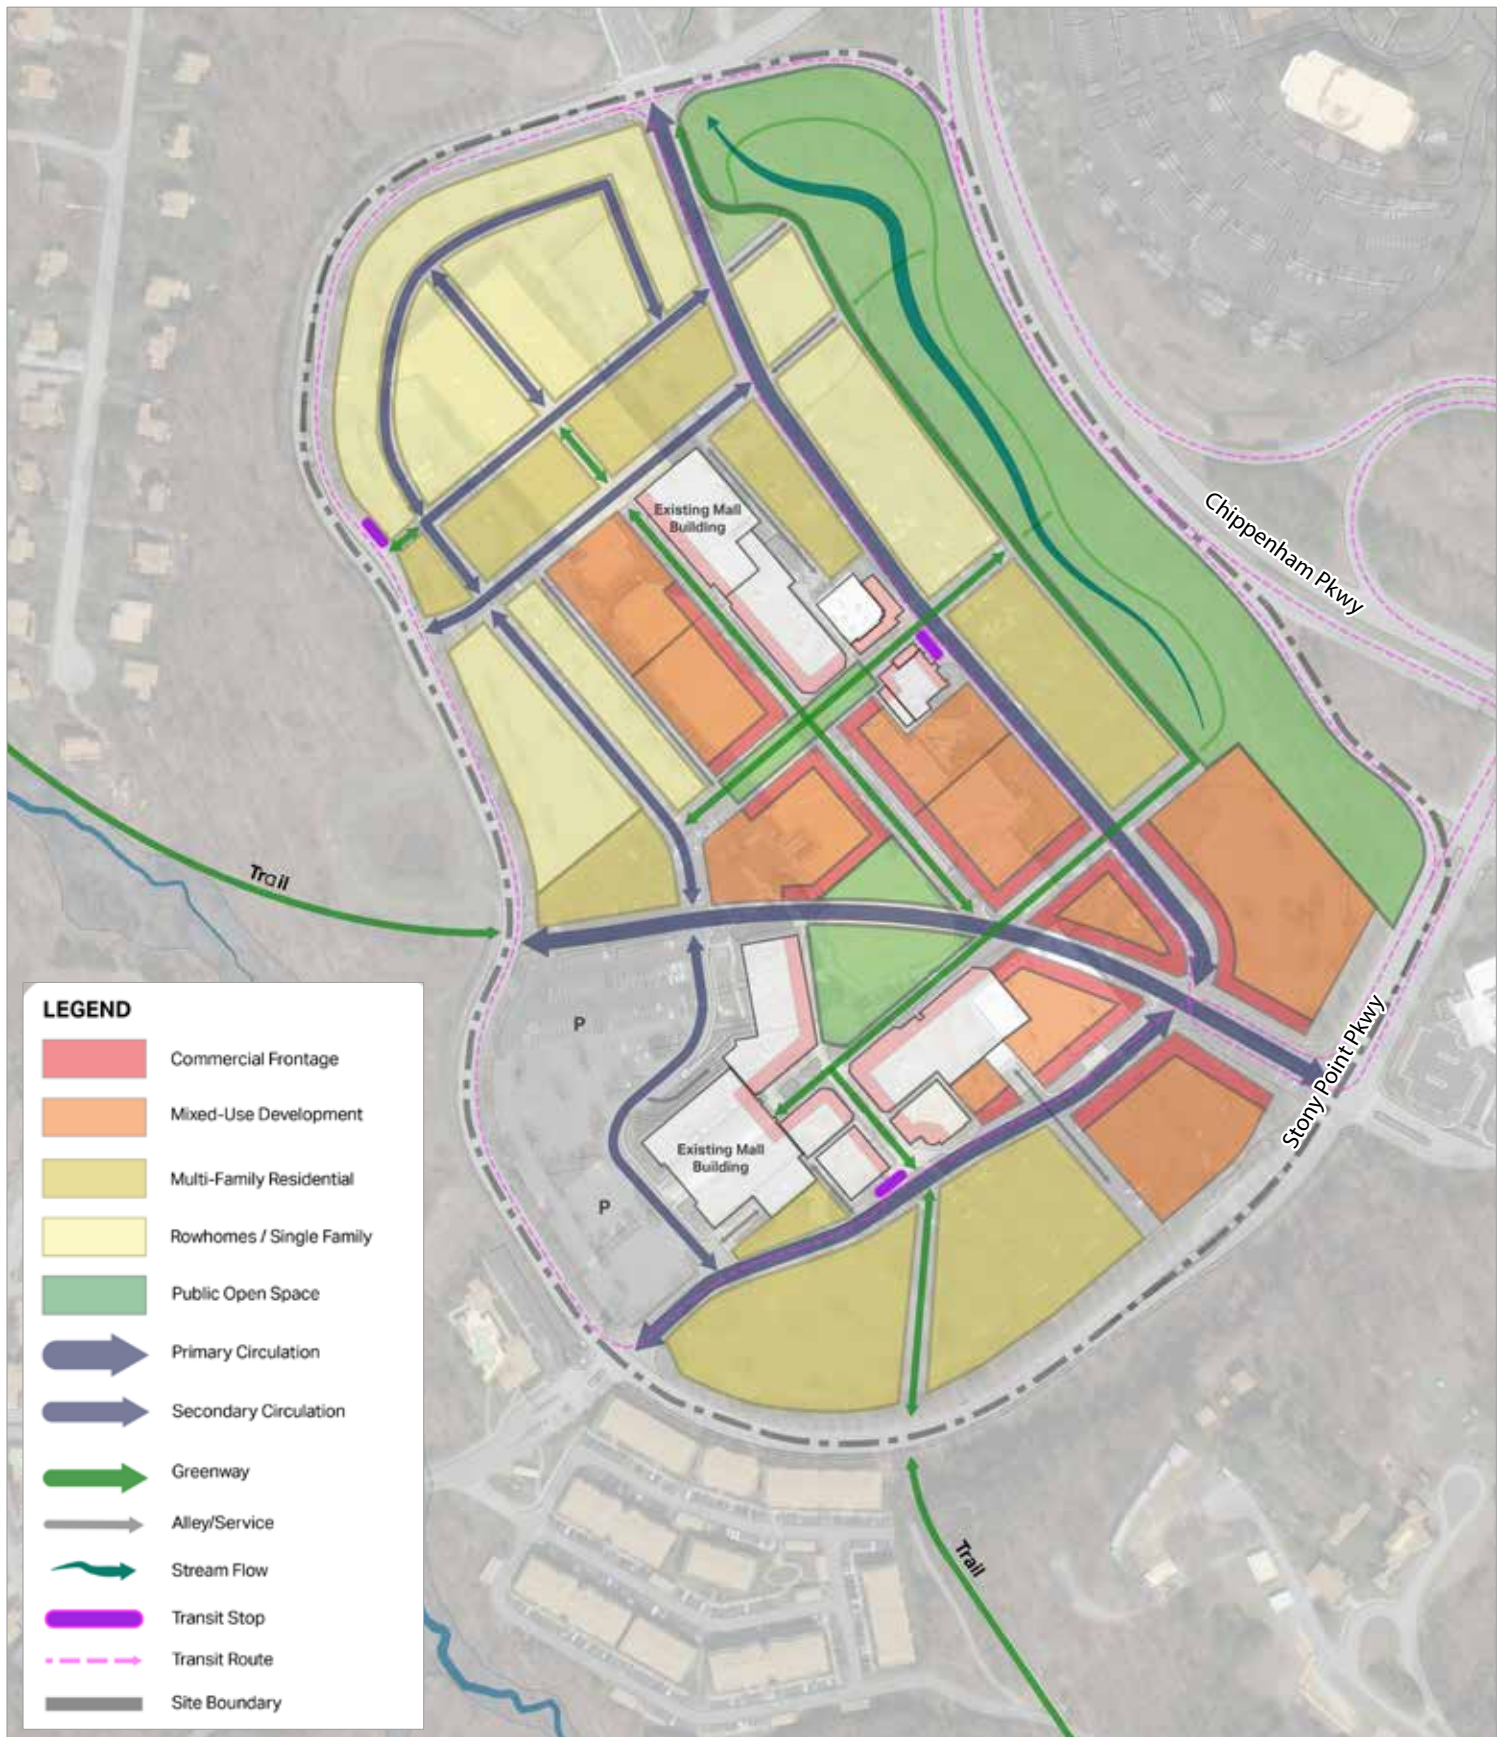 Existing Mall
Building
Chippenham Pkwy
Trail
P
Stony Point Pkwy
Existing Mall
Building
P
Trail
LEGEND
Commercial Frontage
Mixed-Use Development
Multi-Family Residential
Rowhomes / Single Family
Public Open Space
Primary Circulation
Secondary Circulation
Greenway
Alley/Service
Stream Flow
Transit Stop
Transit Route
Site Boundary